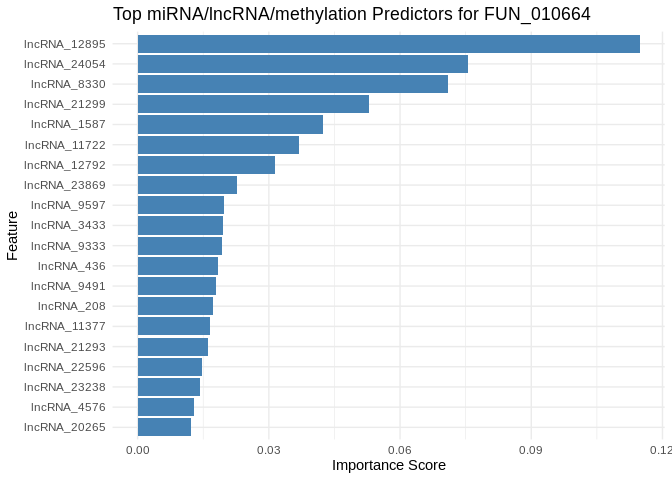 Top miRNA/lncRNA/methylation Predictors for FUN_010664
lncRNA_12895
lncRNA_24054
lncRNA_8330
lncRNA_21299
lncRNA_1587
lncRNA_11722
lncRNA_12792
lncRNA_23869
lncRNA_9597
lncRNA_3433
lncRNA_9333
lncRNA_436
lncRNA_9491
lncRNA_208
lncRNA_11377
lncRNA_21293
lncRNA_22596
lncRNA_23238
lncRNA_4576
lncRNA_20265
Feature
0.00 0.03 0.06 0.09 0.12
Importance Score